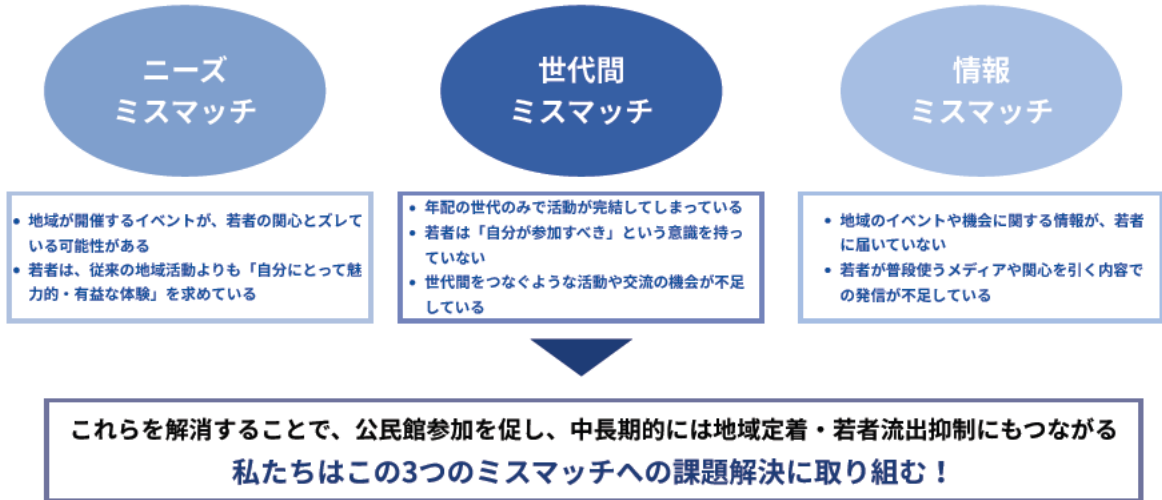 ニーズ
ミスマッチ
世代間
ミスマッチ
情報
ミスマッチ
• 地域が開催するイベントが、若者の関心とズレて
いる可能性がある
• 若者は、従来の地域活動よりも「自分にとって魅
力的・有益な体験」を求めている
• 年配の世代のみで活動が完結してしまっている
• 若者は「自分が参加すべき」という意識を持っ
ていない
• 世代間をつなぐような活動や交流の機会が不足
している
• 地域のイベントや機会に関する情報が、若者
に届いていない
• 若者が普段使うメディアや関心を引く内容で
の発信が不足している
これらを解消することで、公民館参加を促し、中長期的には地域定着・若者流出抑制にもつながる
私たちはこの3つのミスマッチへの課題解決に取り組む！